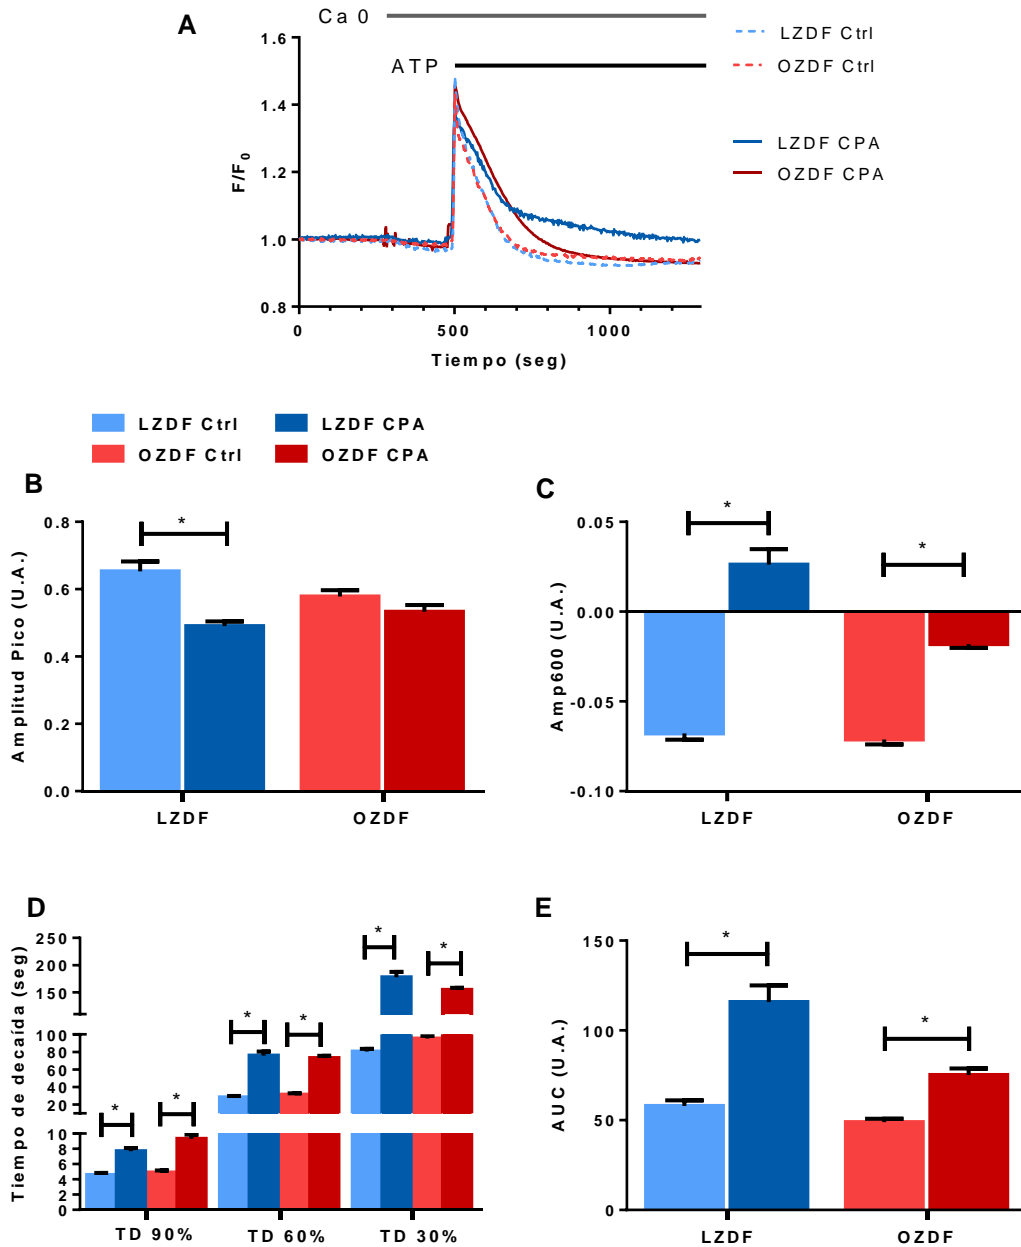 A
Ca 0
ATP
LZDF Ctrl
OZDF Ctrl
LZDF CPA
OZDF CPA
1.6
1.4
1.2
1.0
0.8
F/F0
0
500
1000
Tiempo (seg)
LZDF Ctrl
LZDF CPA
OZDF Ctrl
OZDF CPA
B
*
0.8
0.6
0.4
0.2
0.0
Amplitud Pico (U.A.)
LZDF
OZDF
C
*
*
0.05
0.00
-0.05
-0.10
Amp600 (U.A.)
LZDF
OZDF
D
*
*
*
*
*
*
250
200
150
100
80
60
40
20
10
8
6
4
2
0
Tiempo de decaída (seg)
TD 90%
TD 60%
TD 30%
E
*
*
150
100
50
0
AUC (U.A.)
LZDF
OZDF